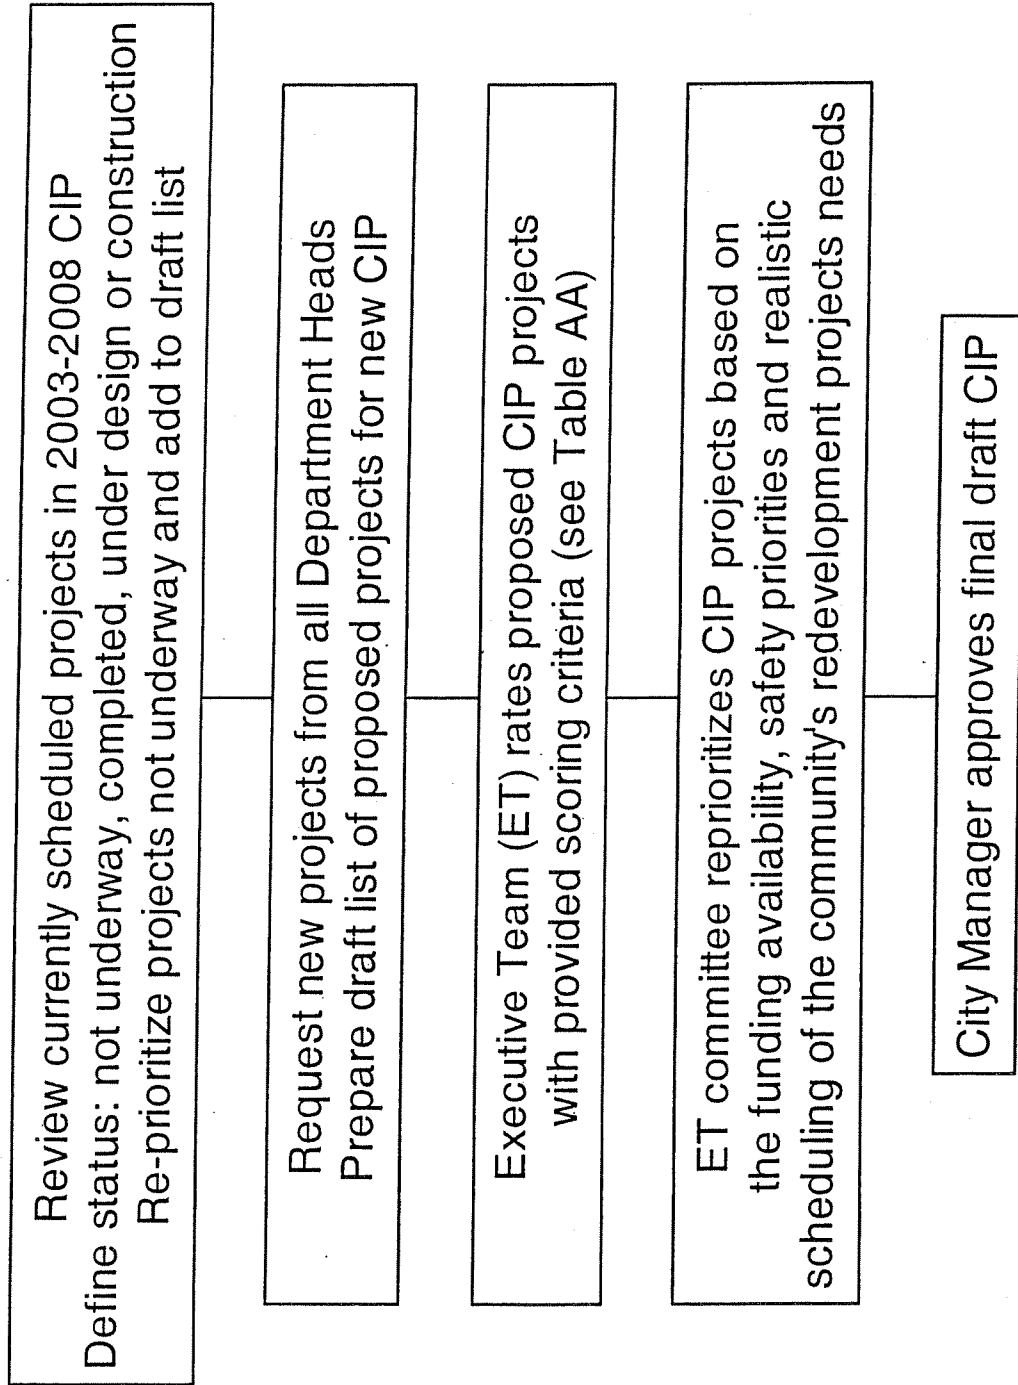 Review currently scheduled projects in 2003-2008 CIP
Define status: not underway, completed, under design or construction
Re-prioritize projects not underway and add to draft list
Request new projects from all Department Heads
Prepare draft list of proposed projects for new CIP
Executive Team (ET) rates proposed CIP projects
with provided scoring criteria (see Table AA)
ET committee reprioritizes CIP projects based on
the funding availability, safety priorities and realistic
scheduling of the community's redevelopment projects needs
City Manager approves final draft CIP